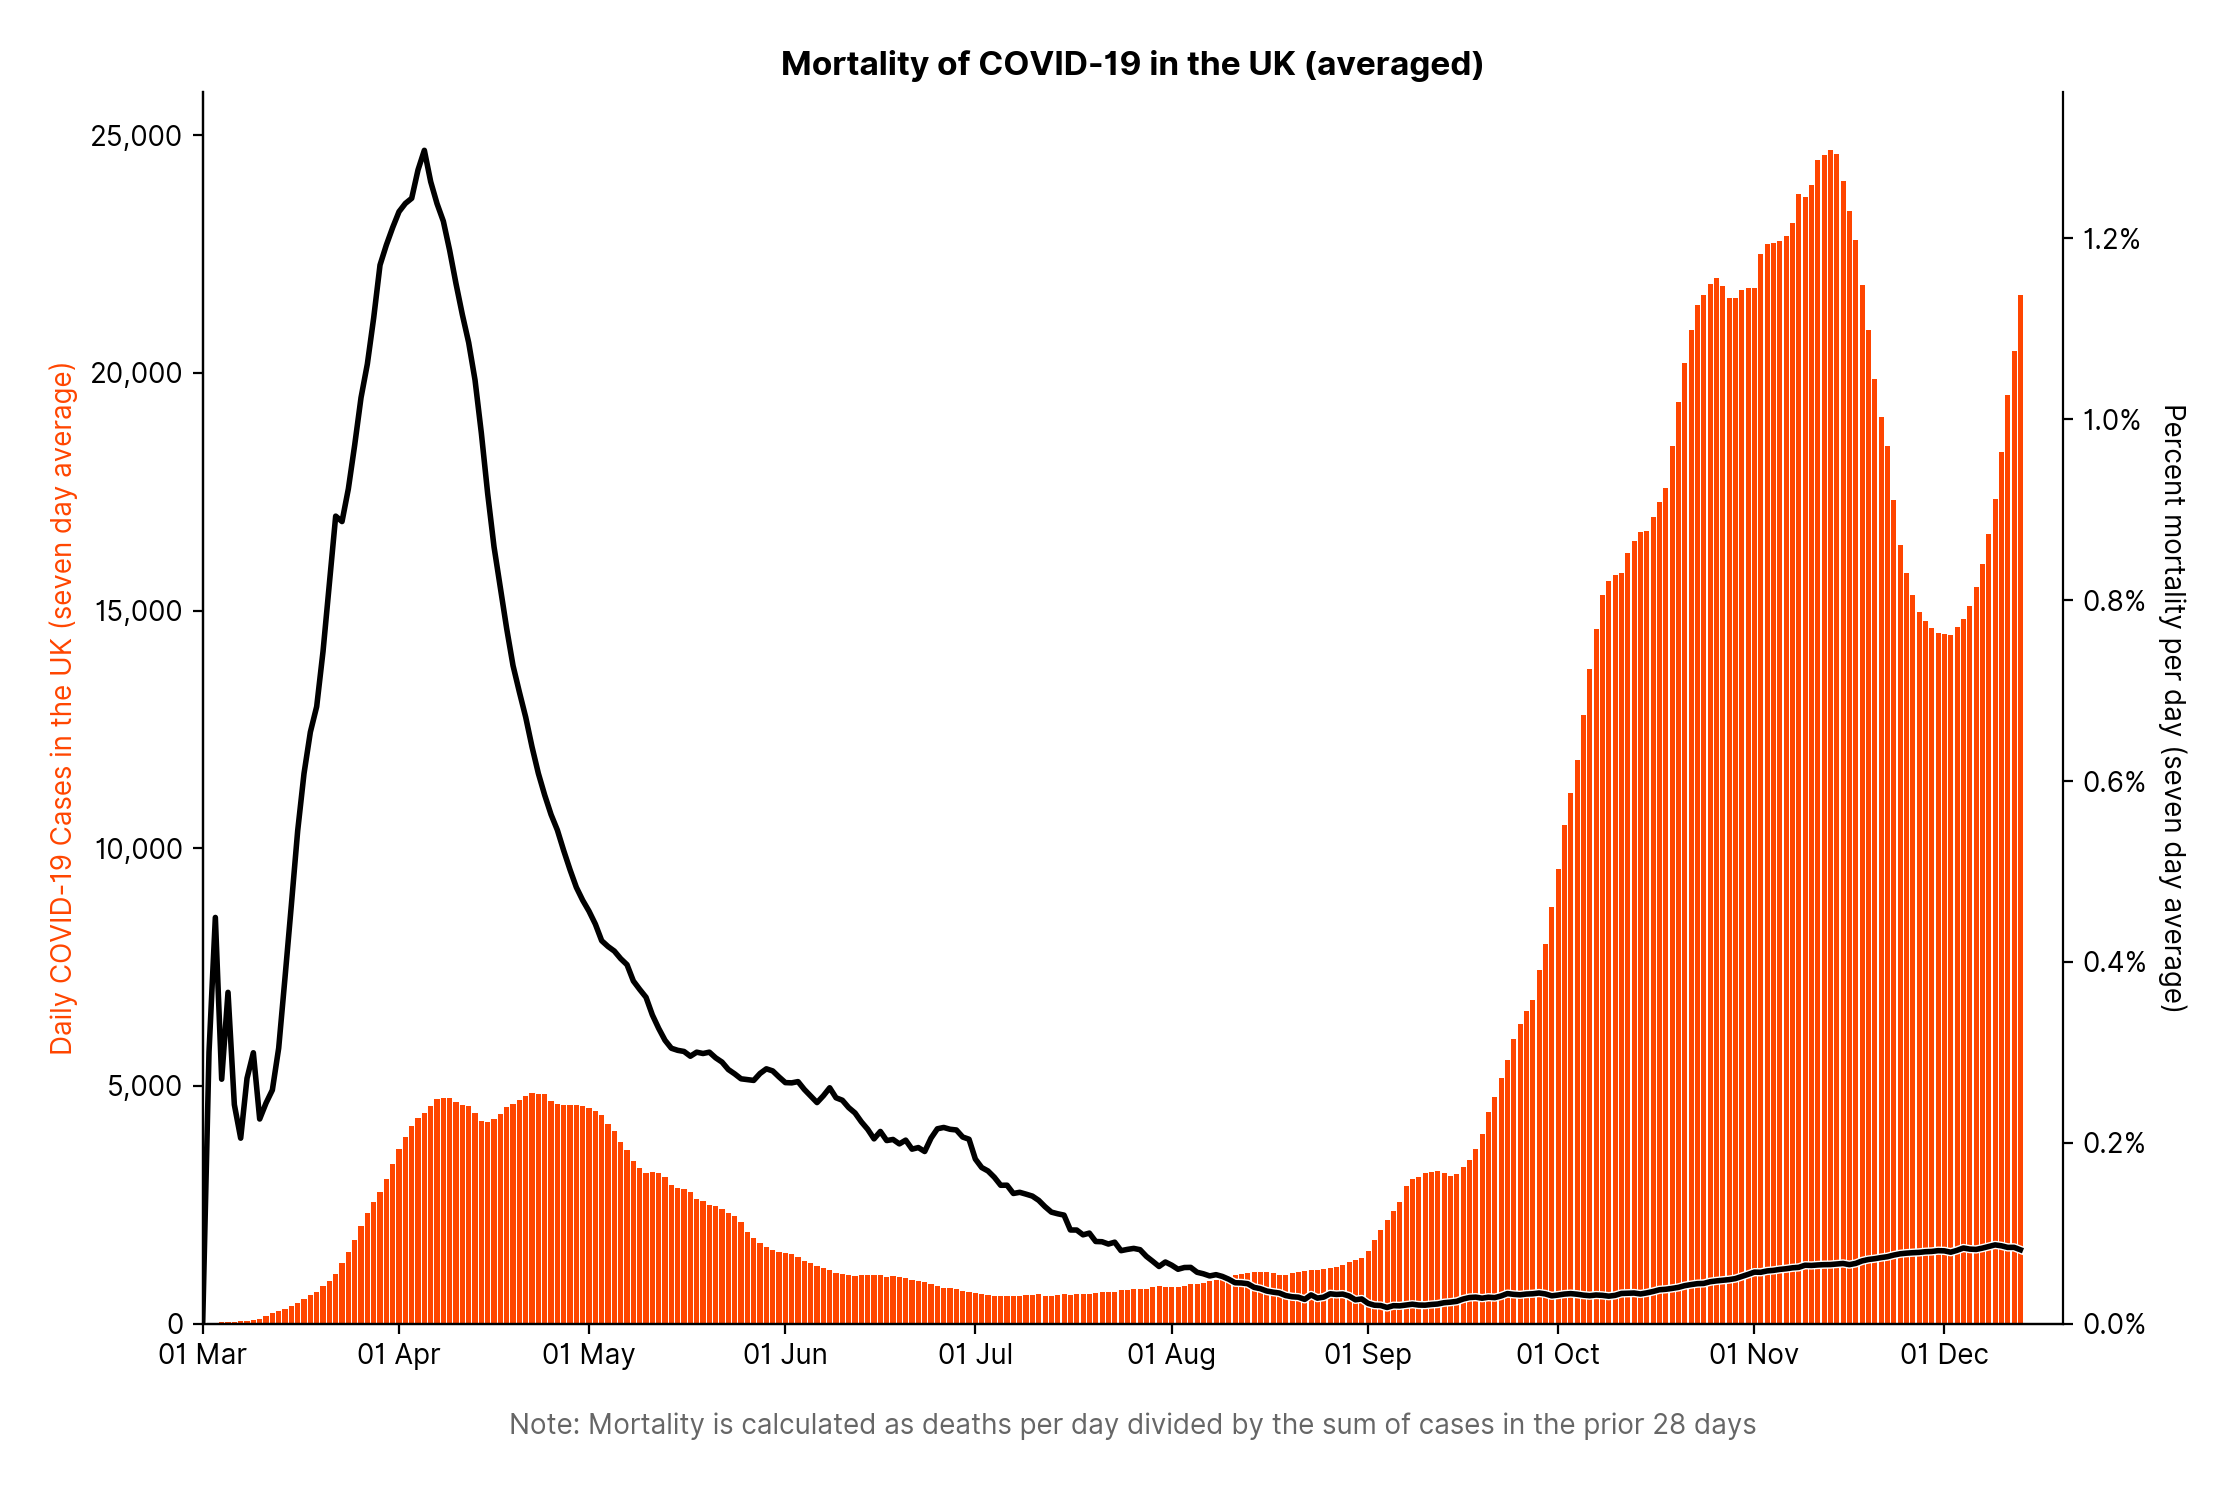 Mortality of COVID-19 in the UK (averaged)
Daily COVID-19 Cases in the UK (seven day average)
25,000
20,000
15,000
10,000
5,000
0
1.2%
1.0%
0.8%
0.6%
0.4%
0.2%
0.0%
Percent mortality per day (seven day average)
01 Mar
01 Apr
01 May
01 Jun
01 Jul
01 Aug
01 Sep
01 Oct
01 Nov
01 Dec
Note: Mortality is calculated as deaths per day divided by the sum of cases in the prior 28 days